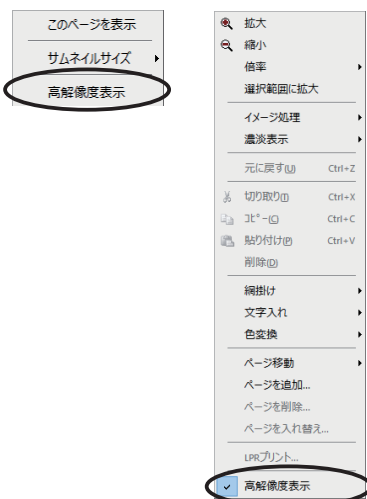 このページを表示
サムネイルサイズ
高解像度表示
拡大
縮小
倍率
選択範囲に拡大
イメージ処理
濃淡表示
元に戻す(U) Ctrl+Z
切り取り(T) Ctrl+X
コピー(C) Ctrl+C
貼り付け(P) Ctrl+V
削除(D)
網掛け
文字入れ
色変換
ページ移動
ページを追加...
ページを削除...
ページを入れ替え...
LPRプリント...
高解像度表示